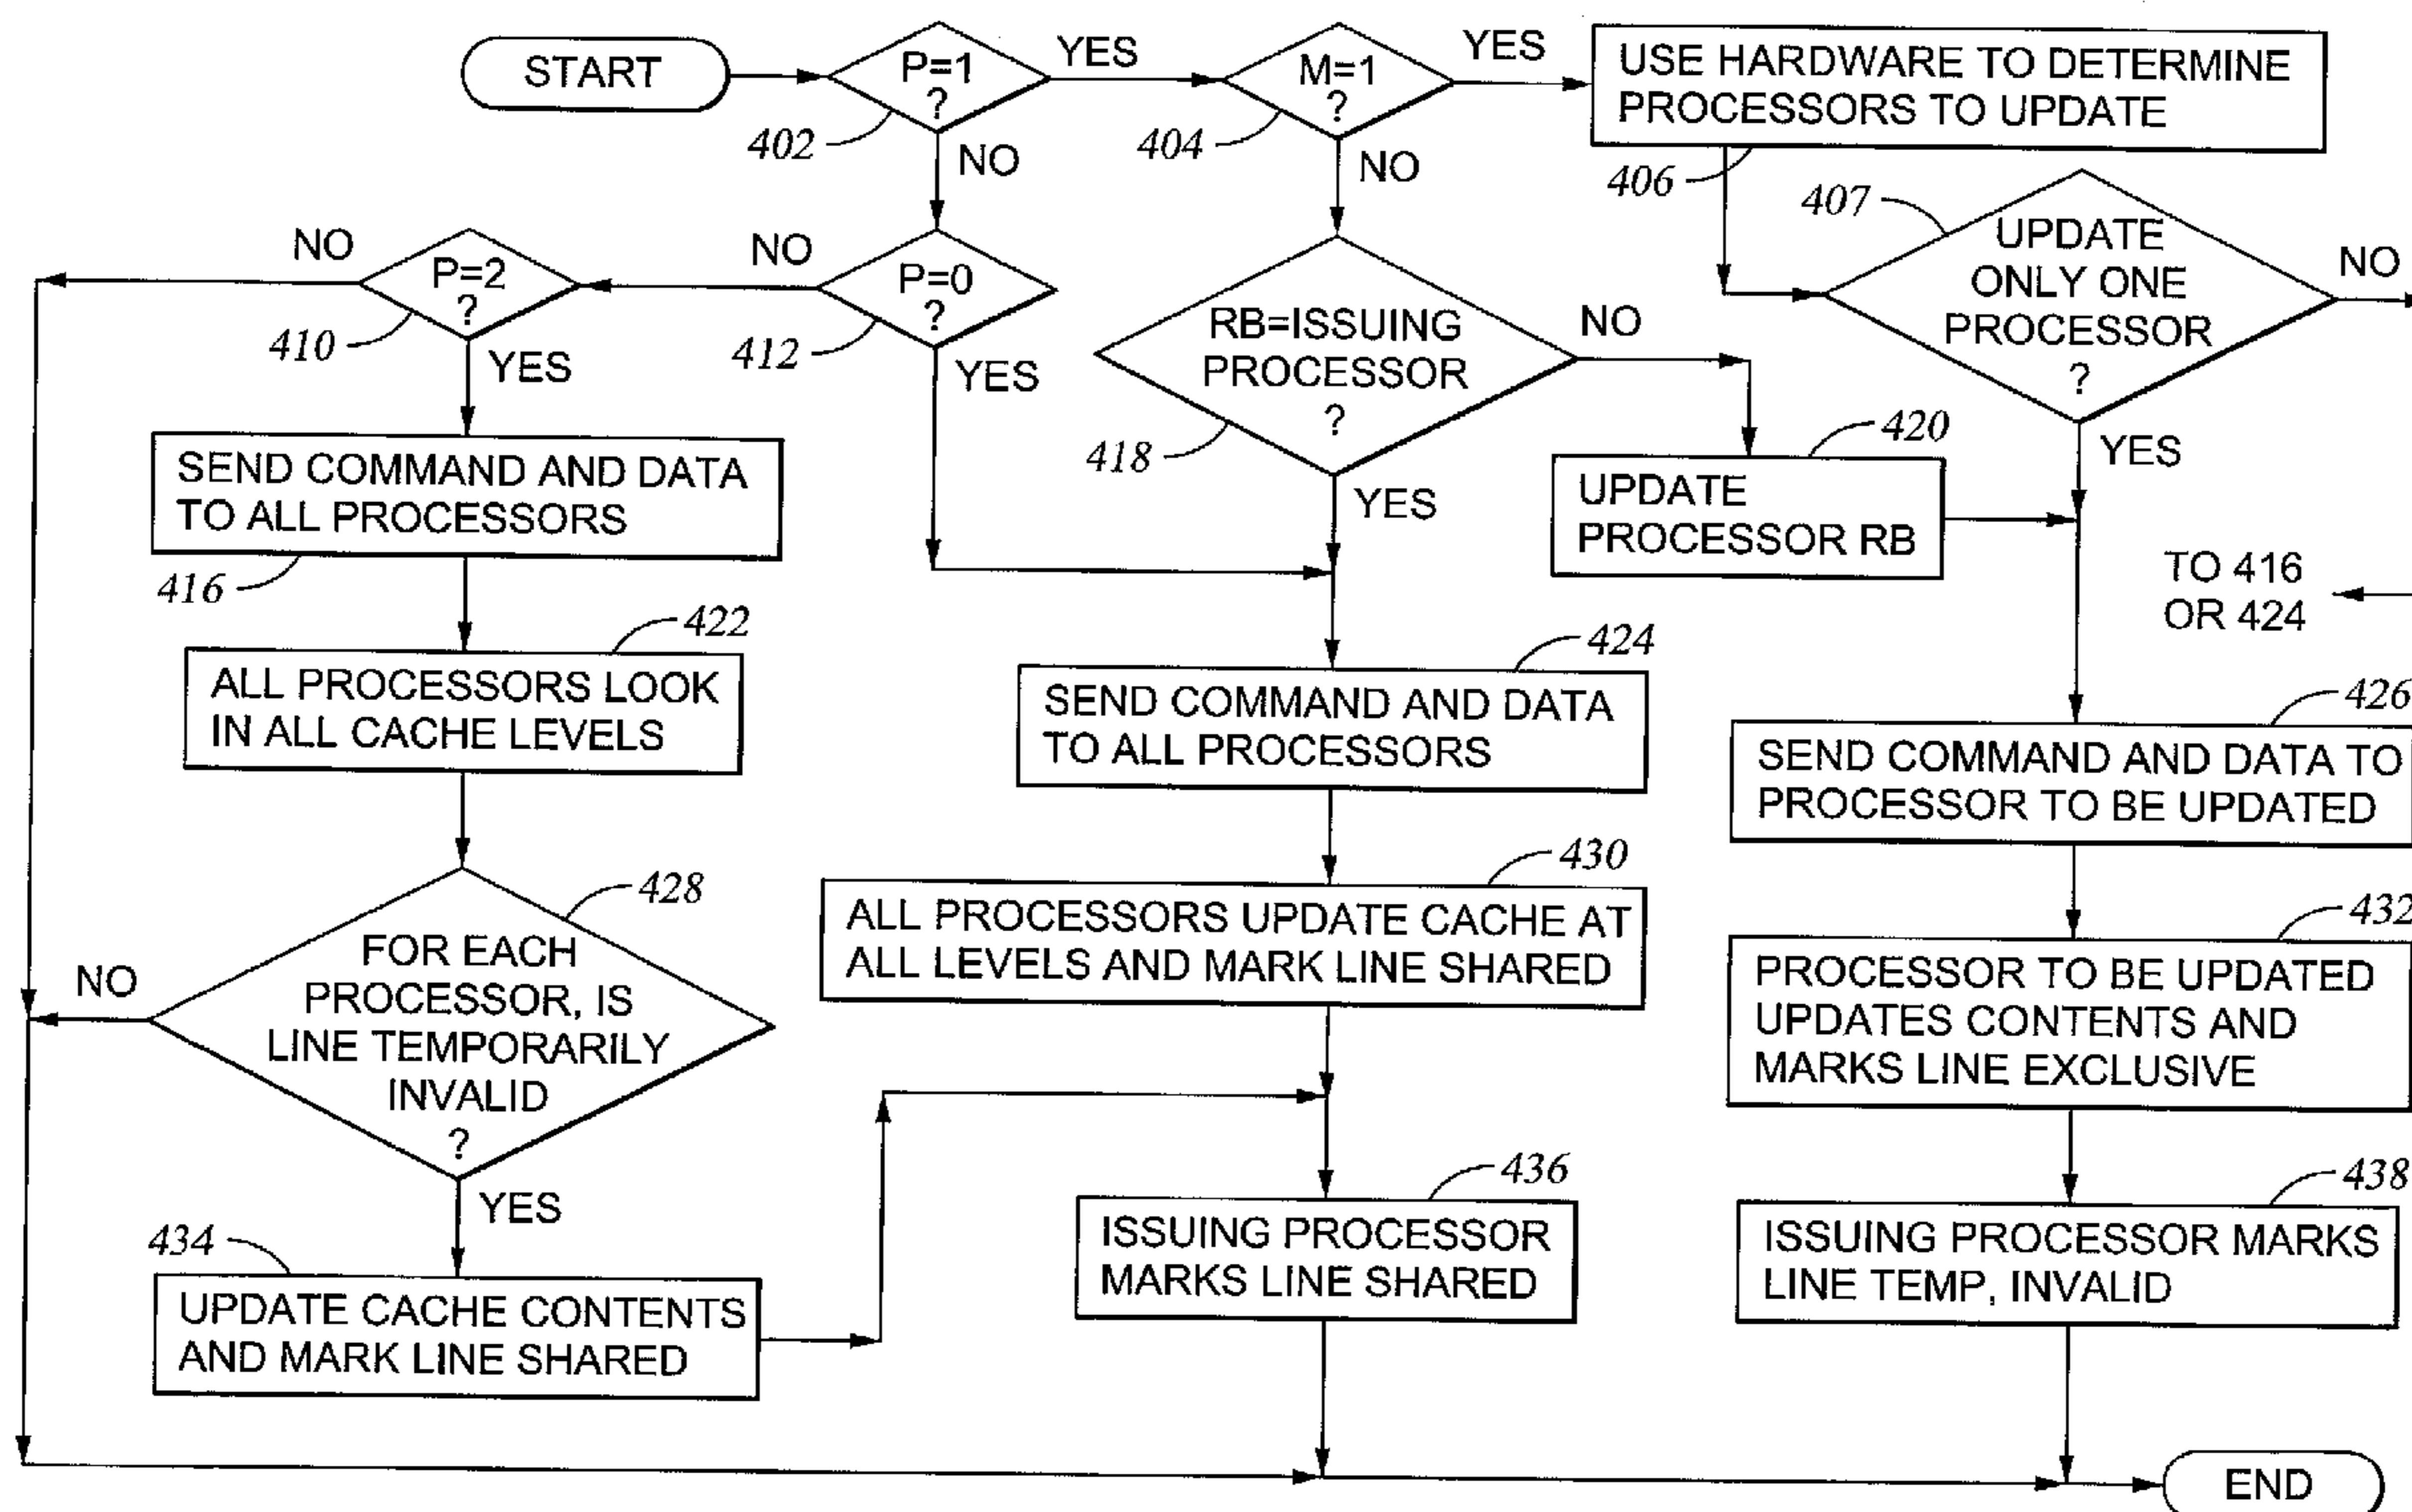 START
P=1
?
402
YES
NO
M=1
?
404
YES
NO
USE HARDWARE TO DETERMINE
PROCESSORS TO UPDATE
406
407
UPDATE
ONLY ONE
PROCESSOR
?
NO
YES
P=2
?
410
NO
YES
P=0
?
412
NO
YES
RB=ISSUING
PROCESSOR
?
418
NO
YES
420
UPDATE
PROCESSOR RB
TO 416
OR 424
SEND COMMAND AND DATA
TO ALL PROCESSORS
416
422
ALL PROCESSORS LOOK
IN ALL CACHE LEVELS
424
SEND COMMAND AND DATA
TO ALL PROCESSORS
426
SEND COMMAND AND DATA TO
PROCESSOR TO BE UPDATED
428
FOR EACH
PROCESSOR, IS
LINE TEMPORARILY
INVALID
?
NO
YES
430
ALL PROCESSORS UPDATE CACHE AT
ALL LEVELS AND MARK LINE SHARED
432
PROCESSOR TO BE UPDATED
UPDATES CONTENTS AND
MARKS LINE EXCLUSIVE
434
UPDATE CACHE CONTENTS
AND MARK LINE SHARED
436
ISSUING PROCESSOR
MARKS LINE SHARED
438
ISSUING PROCESSOR MARKS
LINE TEMP, INVALID
END